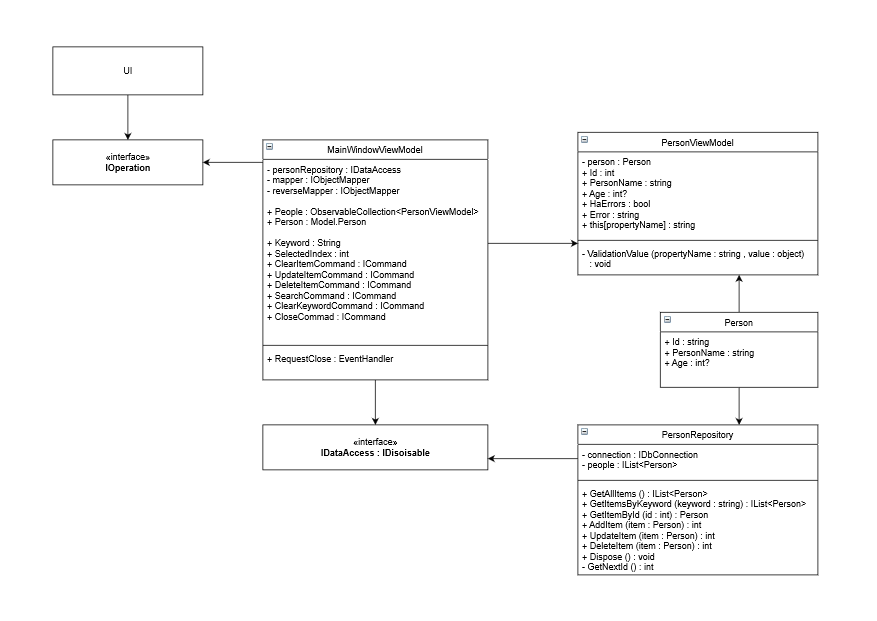 UI
«interface»
IOperation
MainWindowViewModel
- personRepository : IDataAccess
- mapper : IObjectMapper
- reverseMapper : IObjectMapper
+ People : ObservableCollection<PersonViewModel>
+ Person : Model.Person
+ Keyword : String
+ SelectedIndex : int
+ ClearItemCommand : ICommand
+ UpdateItemCommand : ICommand
+ DeleteItemCommand : ICommand
+ SearchCommand : ICommand
+ ClearKeywordCommand : ICommand
+ CloseCommad : ICommand
+ RequestClose : EventHandler
PersonViewModel
- person : Person
+ Id : int
+ PersonName : string
+ Age : int?
+ HaErrors : bool
+ Error : string
+ this[propertyName] : string
- ValidationValue (propertyName : string , value : object)
: void
Person
+ Id : string
+ PersonName : string
+ Age : int?
«interface»
IDataAccess : IDisoisable
PersonRepository
- connection : IDbConnection
- people : IList<Person>
+ GetAllItems () : IList<Person>
+ GetItemsByKeyword (keyword : string) : IList<Person>
+ GetItemById (id : int) : Person
+ AddItem (item : Person) : int
+ UpdateItem (item : Person) : int
+ DeleteItem (item : Person) : int
+ Dispose () : void
- GetNextId () : int